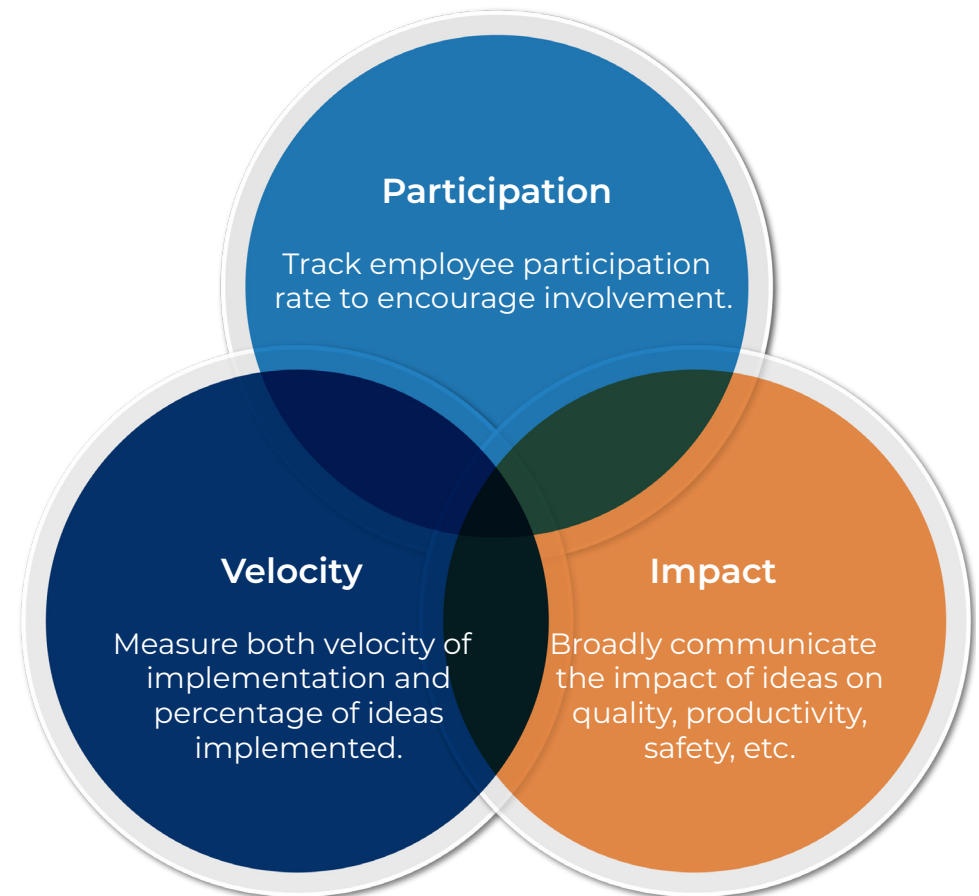 Participation
Track employee participation
rate to encourage involvement.
Velocity
Measure both velocity of
implementation and
percentage of ideas
implemented.
Impact
Broadly communicate
the impact of ideas on
quality, productivity,
safety, etc.